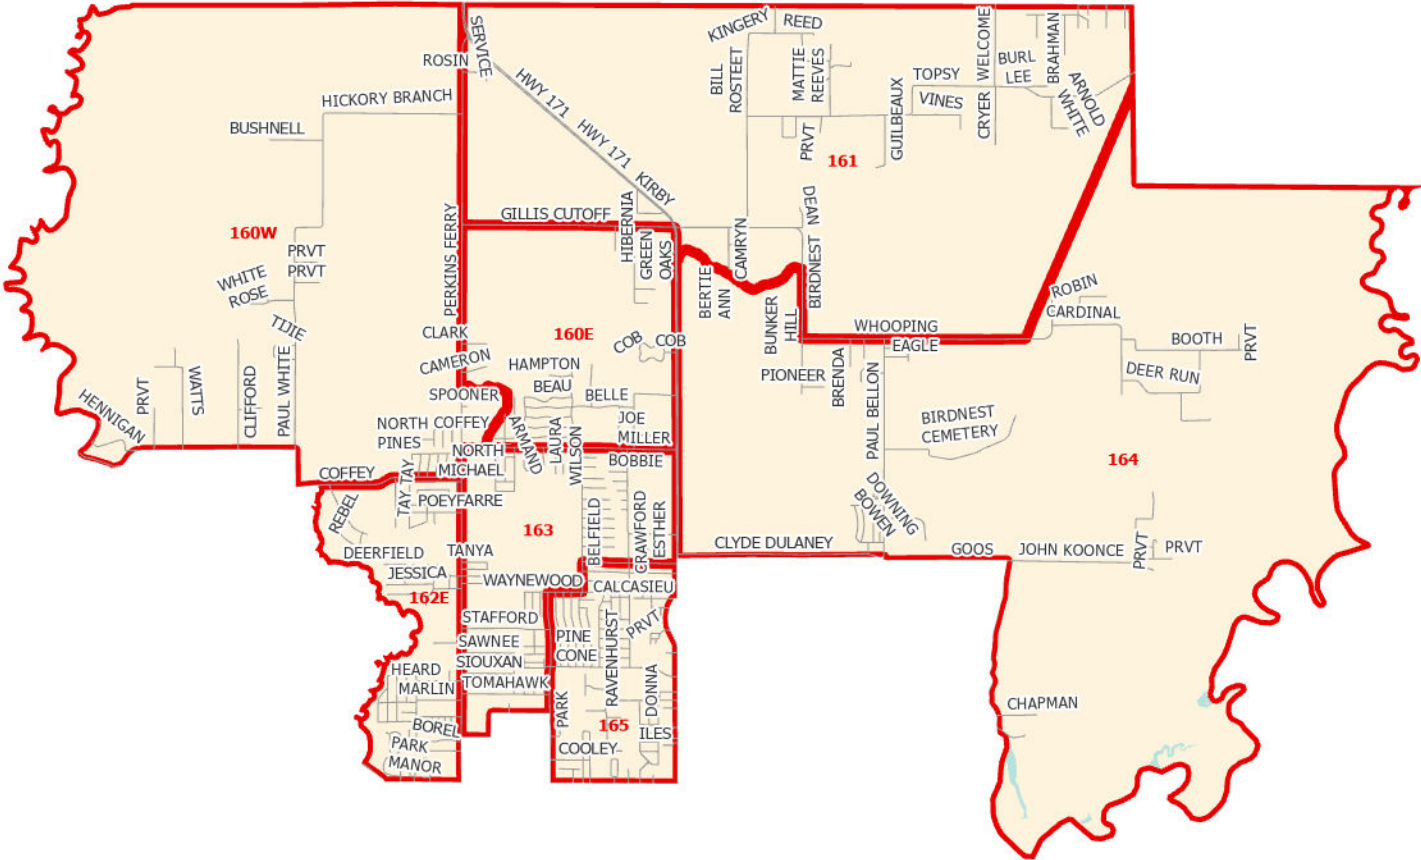 KINGERY
REED
SERVICE
ROSIN
HWY 171
HWY 171
KIRBY
BILL
ROSTEET
MATTIE
REEVES
TOPSY
VINES
GUILBEAUX
WELCOME
CRYER
BURL
LEE
BRAHMAN
ARNOLD
WHITE
HICKORY BRANCH
BUSHNELL
PRVT
161
160W
PERKINS FERRY
GILLIS CUTOFF
HIBERNIA
GREEN
OAKS
CAMRYN
BERTIE
ANN
DEAN
BIRDNEST
BUNKER
HILL
PRVT
PRVT
WHITE
ROSE
TIJIE
PAUL WHITE
CLARK
160E
COB
COB
WHOOPING
EAGLE
ROBIN
CARDINAL
BOOTH
PRVT
DEER RUN
CAMERON
HAMPTON
BEAU
BELLE
SPOONER
PIONEER
BRENDA
PAUL BELLON
BIRDNEST
CEMETERY
HENNIGAN
PRVT
WATTS
CLIFFORD
NORTH COFFEY
PINES
ARMAND
LAURA
WILSON
JOE
MILLER
NORTH
MICHAEL
BOBBIE
164
COFFEY
TAY TAY
REBEL
POEYFARRE
163
BELFIELD
CRAWFORD
ESTHER
DOWNING
BOWEN
CLYDE DULANEY
GOOS
JOHN KOONCE
PRVT
PRVT
DEERFIELD
TANYA
JESSICA
WAYNEWOOD
CALCASIEU
162E
STAFFORD
SAWNEE
SIOUXAN
TOMAHAWK
PINE
CONE
RAVENHURST
PRVT
HEARD
MARLIN
PARK
DONNA
165
ILES
BOREL
PARK
MANOR
COOLEY
CHAPMAN